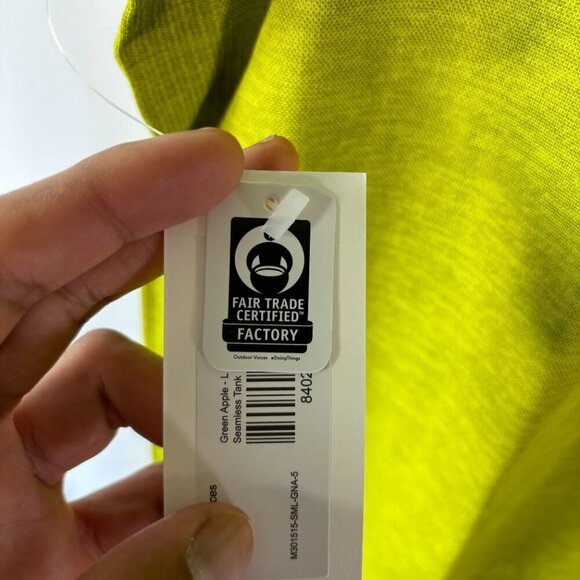 FAIR TRADE
CERTIFIED™
FACTORY
Outdoor Voices #DoingThings
Green Apple - L
Seamless Tank
8402
M301515-SML-GNA-5